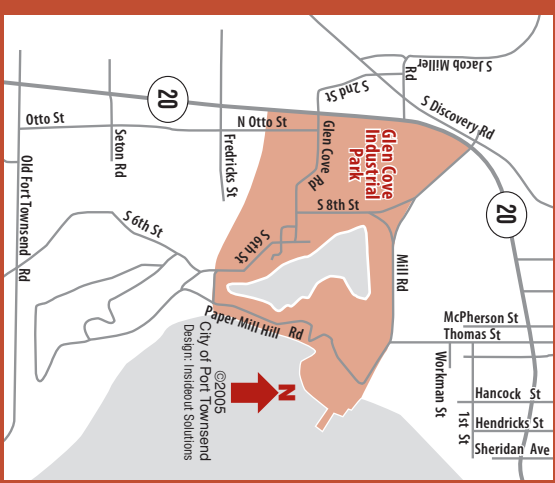 S Jacob Miller
Rd
S 2nd St
S Discovery Rd
20
Otto St
N Otto St
Glen Cove
Rd
Glen Cove
Industrial
Park
Seton Rd
Fredricks St
Old Fort Townsend Rd
S 8th St
20
S 6th St
S 6th St
Mill Rd
Paper Mill Hill Rd
McPherson St
Thomas St
Workman St
Hancock St
1st St
Hendricks St
Sheridan Ave
N
©2005
City of Port Townsend
Design: Insideout Solutions